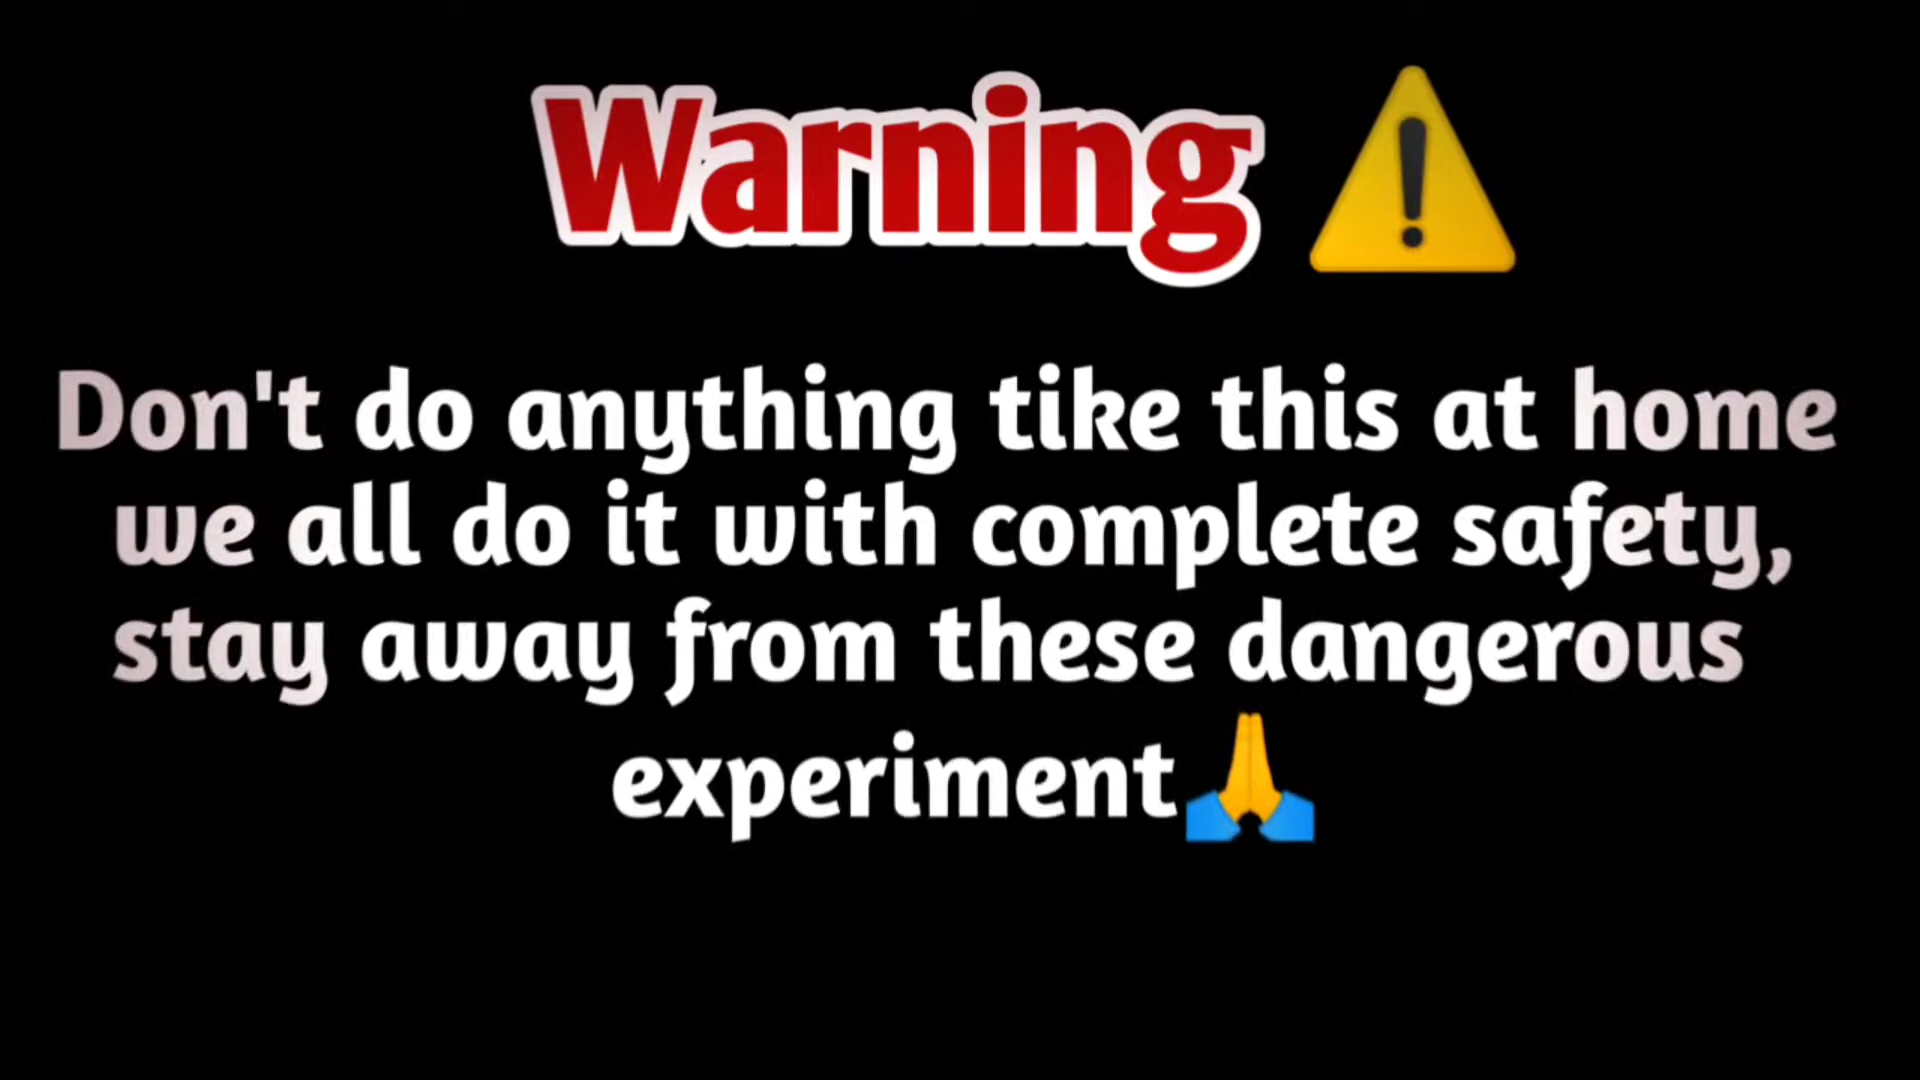 Warning ⚠️
Don't do anything tike this at home
we all do it with complete safety,
stay away from these dangerous
experiment🙏